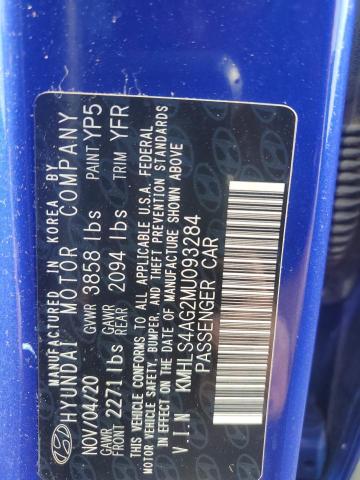 MANUFACTURED IN KOREA BY
HYUNDAI MOTOR COMPANY
NOV/04/20 GVWR 3858 lbs PAINT YP5
GAWR FRONT 2271 lbs GAWR REAR 2094 lbs TRIM YFR
THIS VEHICLE CONFORMS TO ALL APPLICABLE U.S.A. FEDERAL
MOTOR VEHICLE SAFETY, BUMPER, AND THEFT PREVENTION STANDARDS
IN EFFECT ON THE DATE OF MANUFACTURE SHOWN ABOVE
V.I.N KMHLS4AG2MU093284
PASSENGER CAR